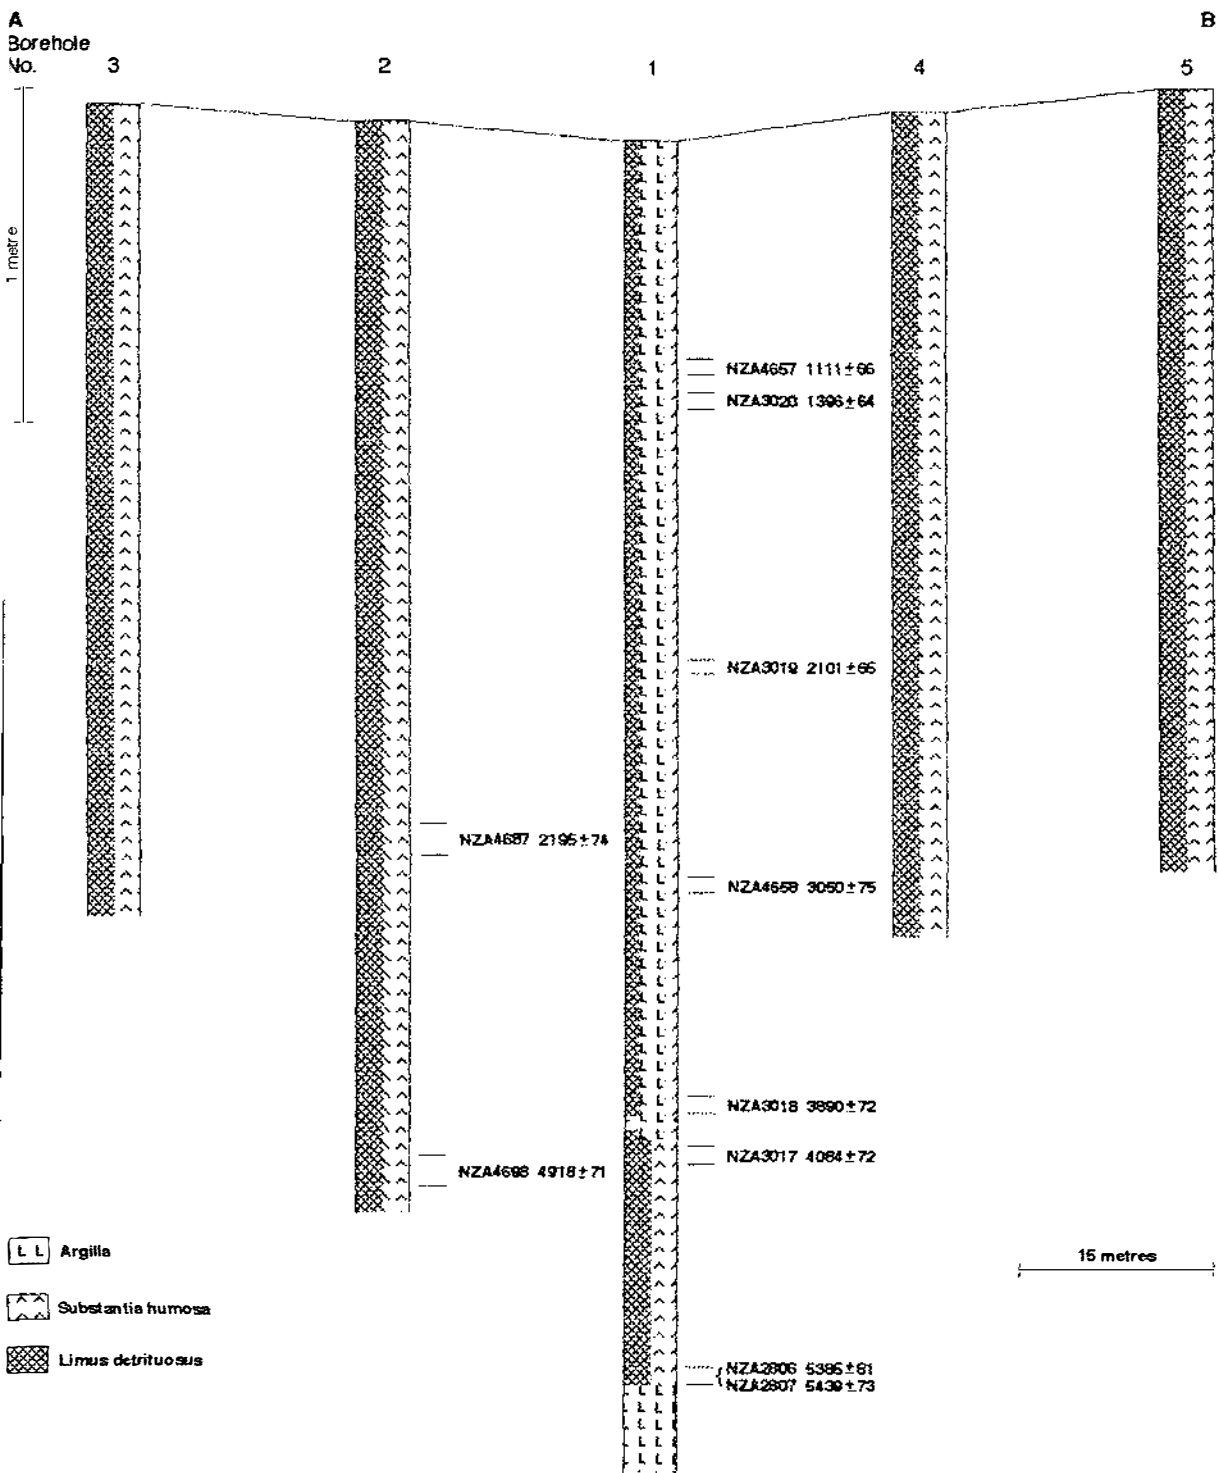 A B
Borehole
No. 3 2 1 4 5
1 metre
NZA4657 1111±66
NZA3020 1396±64
NZA3019 2101±65
NZA4687 2195±74
NZA4658 3050±75
NZA3018 3890±72
NZA3017 4084±72
NZA4698 4918±71
L L Argilla
15 metres
Substantia humosa
Limus detrituosus
NZA2806 5385±81
NZA2807 5439±73